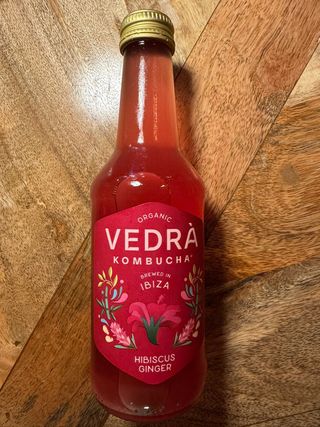 ORGANIC
VEDRÀ
KOMBUCHA
BREWED IN
IBIZA
HIBISCUS
GINGER